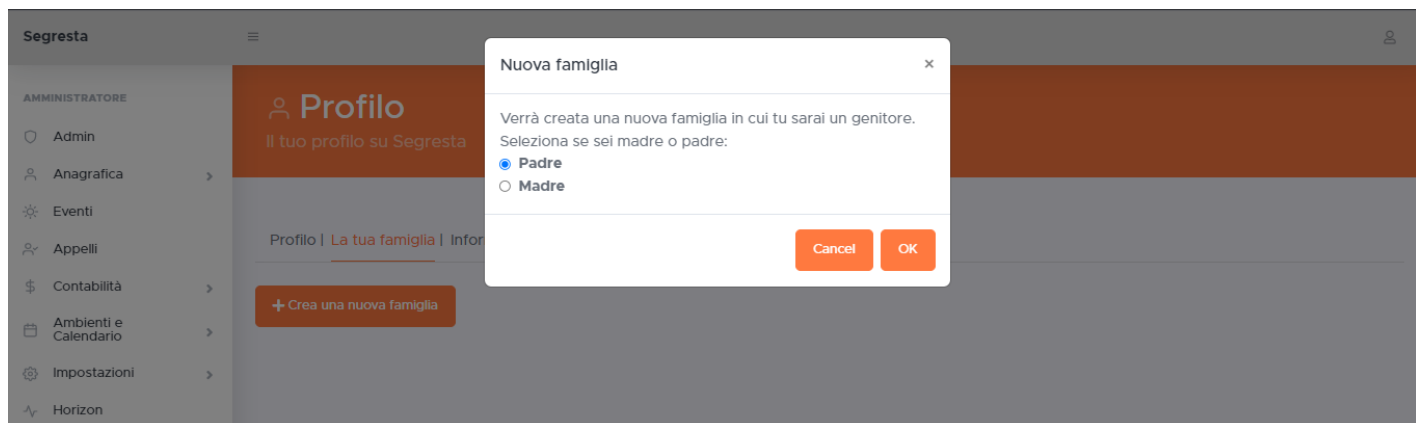 Segresta
AMMINISTRATORE
Admin
Anagrafica
Eventi
Appelli
Contabilità
Ambienti e
Calendario
Impostazioni
Horizon
Profilo
Il tuo profilo su Segresta
Profilo | La tua famiglia | Infor
+ Crea una nuova famiglia
Nuova famiglia
×
Verrà creata una nuova famiglia in cui tu sarai un genitore.
Seleziona se sei madre o padre:
Padre
Madre
Cancel OK